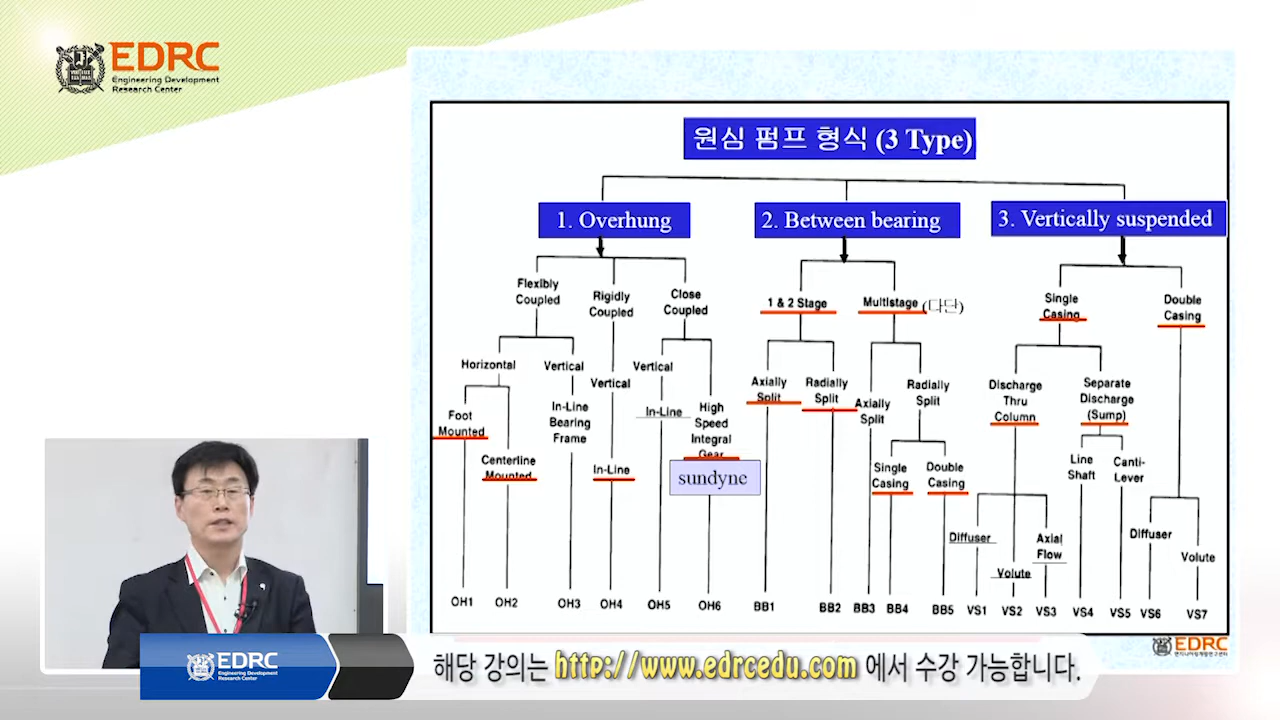 EDRC
Engineering Development
Research Center
원심 펌프 형식 (3 Type)
1. Overhung
2. Between bearing
3. Vertically suspended
Flexibly
Coupled
Rigidly
Coupled
Close
Coupled
1 & 2 Stage
Multistage (다단)
Single
Casing
Double
Casing
Horizontal
Vertical
Vertical
Vertical
Foot
Mounted
Centerline
Mounted
In-Line
Bearing
Frame
In-Line
In-Line
High
Speed
Integral
Gear
sundyne
Axially
Split
Radially
Split
Axially
Split
Radially
Split
Single
Casing
Double
Casing
Discharge
Thru
Column
Separate
Discharge
(Sump)
Line
Shaft
Canti-
Lever
Diffuser
Volute
Axial
Flow
Diffuser
Volute
OH1 OH2 OH3 OH4 OH5 OH6 BB1 BB2 BB3 BB4 BB5 VS1 VS2 VS3 VS4 VS5 VS6 VS7
EDRC
EDRC
Engineering Development
Research Center
해당 강의는 http://www.edrcedu.com 에서 수강 가능합니다.